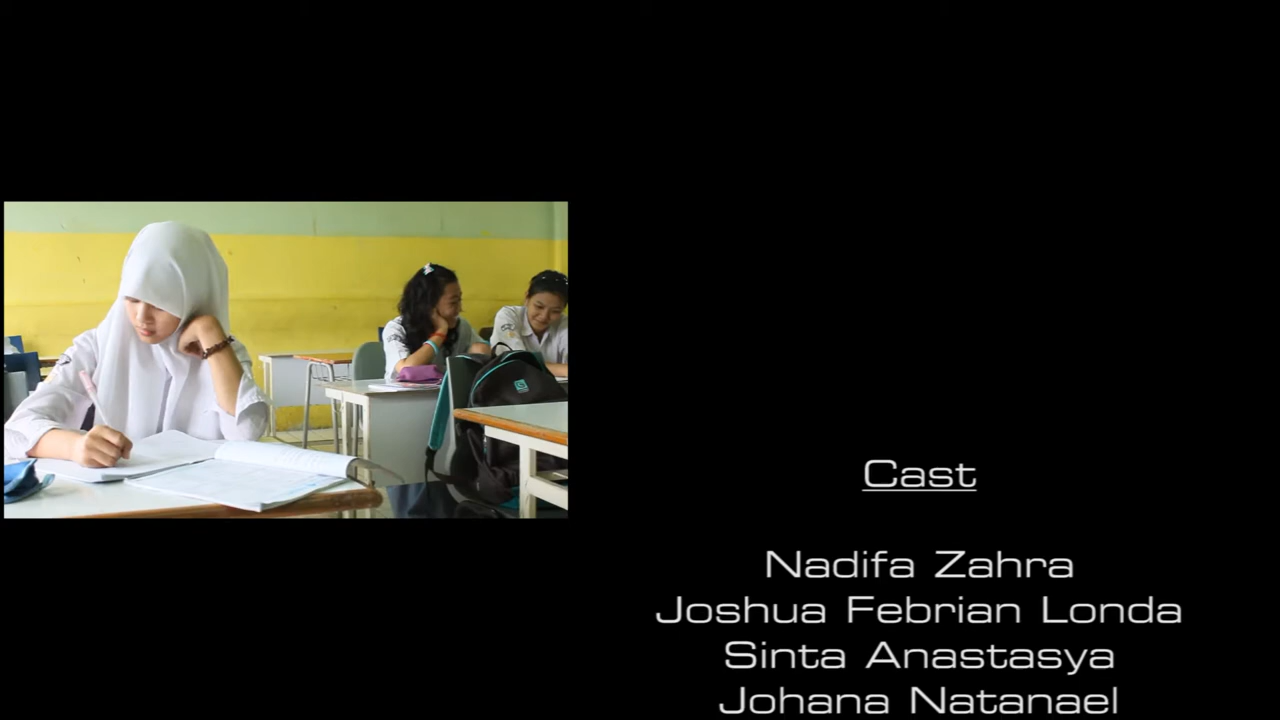 Cast
Nadifa Zahra
Joshua Febrian Londa
Sinta Anastasya
Johana Natanael